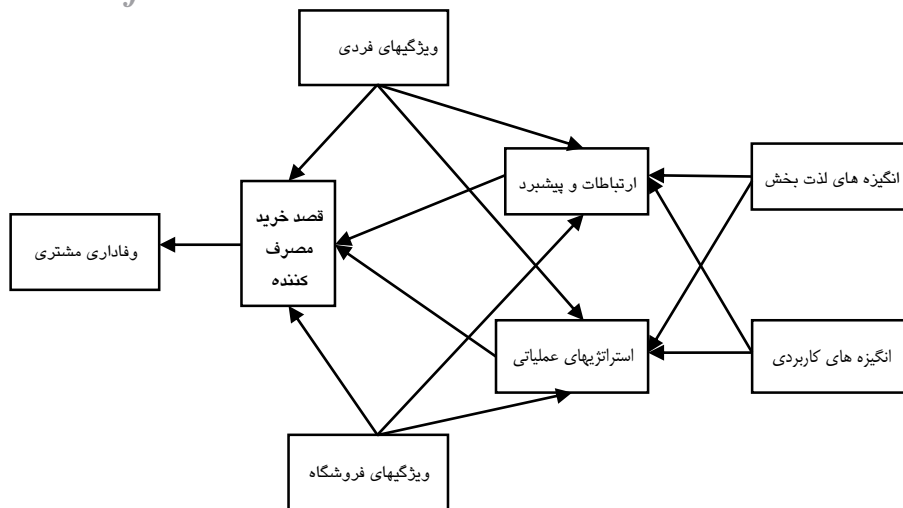 ویژگیهای فردی
انگیزه های لذت بخش
ارتباطات و پیشبرد
قصد خرید
مصرف
کننده
وفاداری مشتری
انگیزه های کاربردی
استراتژیهای عملیاتی
ویژگیهای فروشگاه